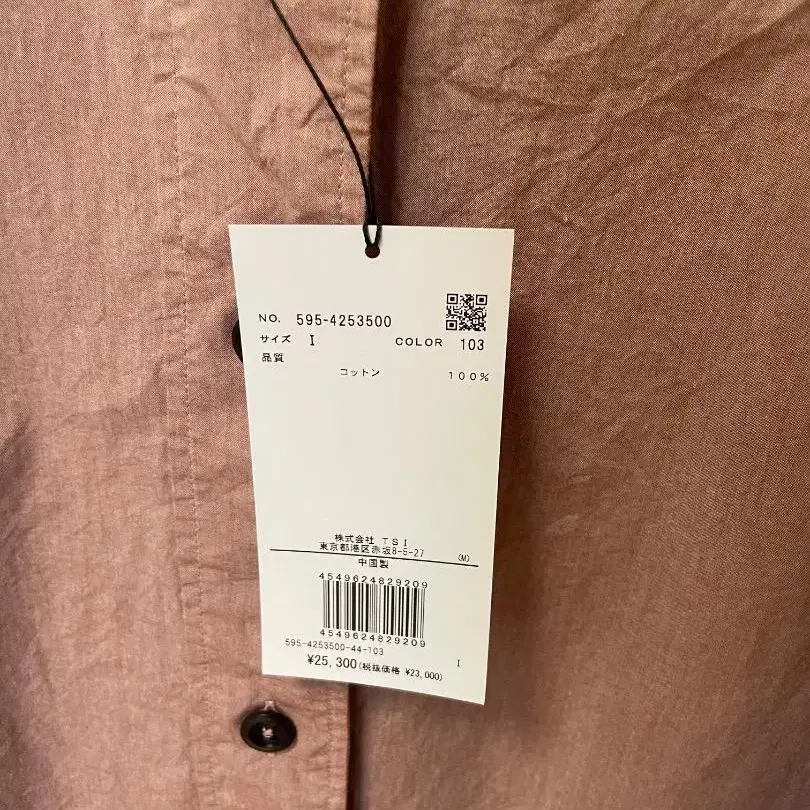 NO. 595-4253500
サイズ I COLOR 103
品質
コットン 100%
株式会社 TSI
東京都港区赤坂8-5-27 (M)
中国製
4549624829209
4549624829209
595-4253500-44-103 I
¥25,300(税抜価格 ¥23,000)